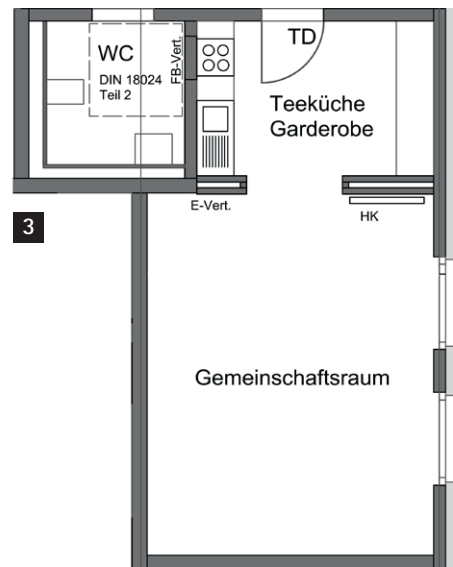 WC
DIN 18024
Teil 2
FB-Vert.
TD
Teeküche
Garderobe
E-Vert.
HK
3
Gemeinschaftsraum